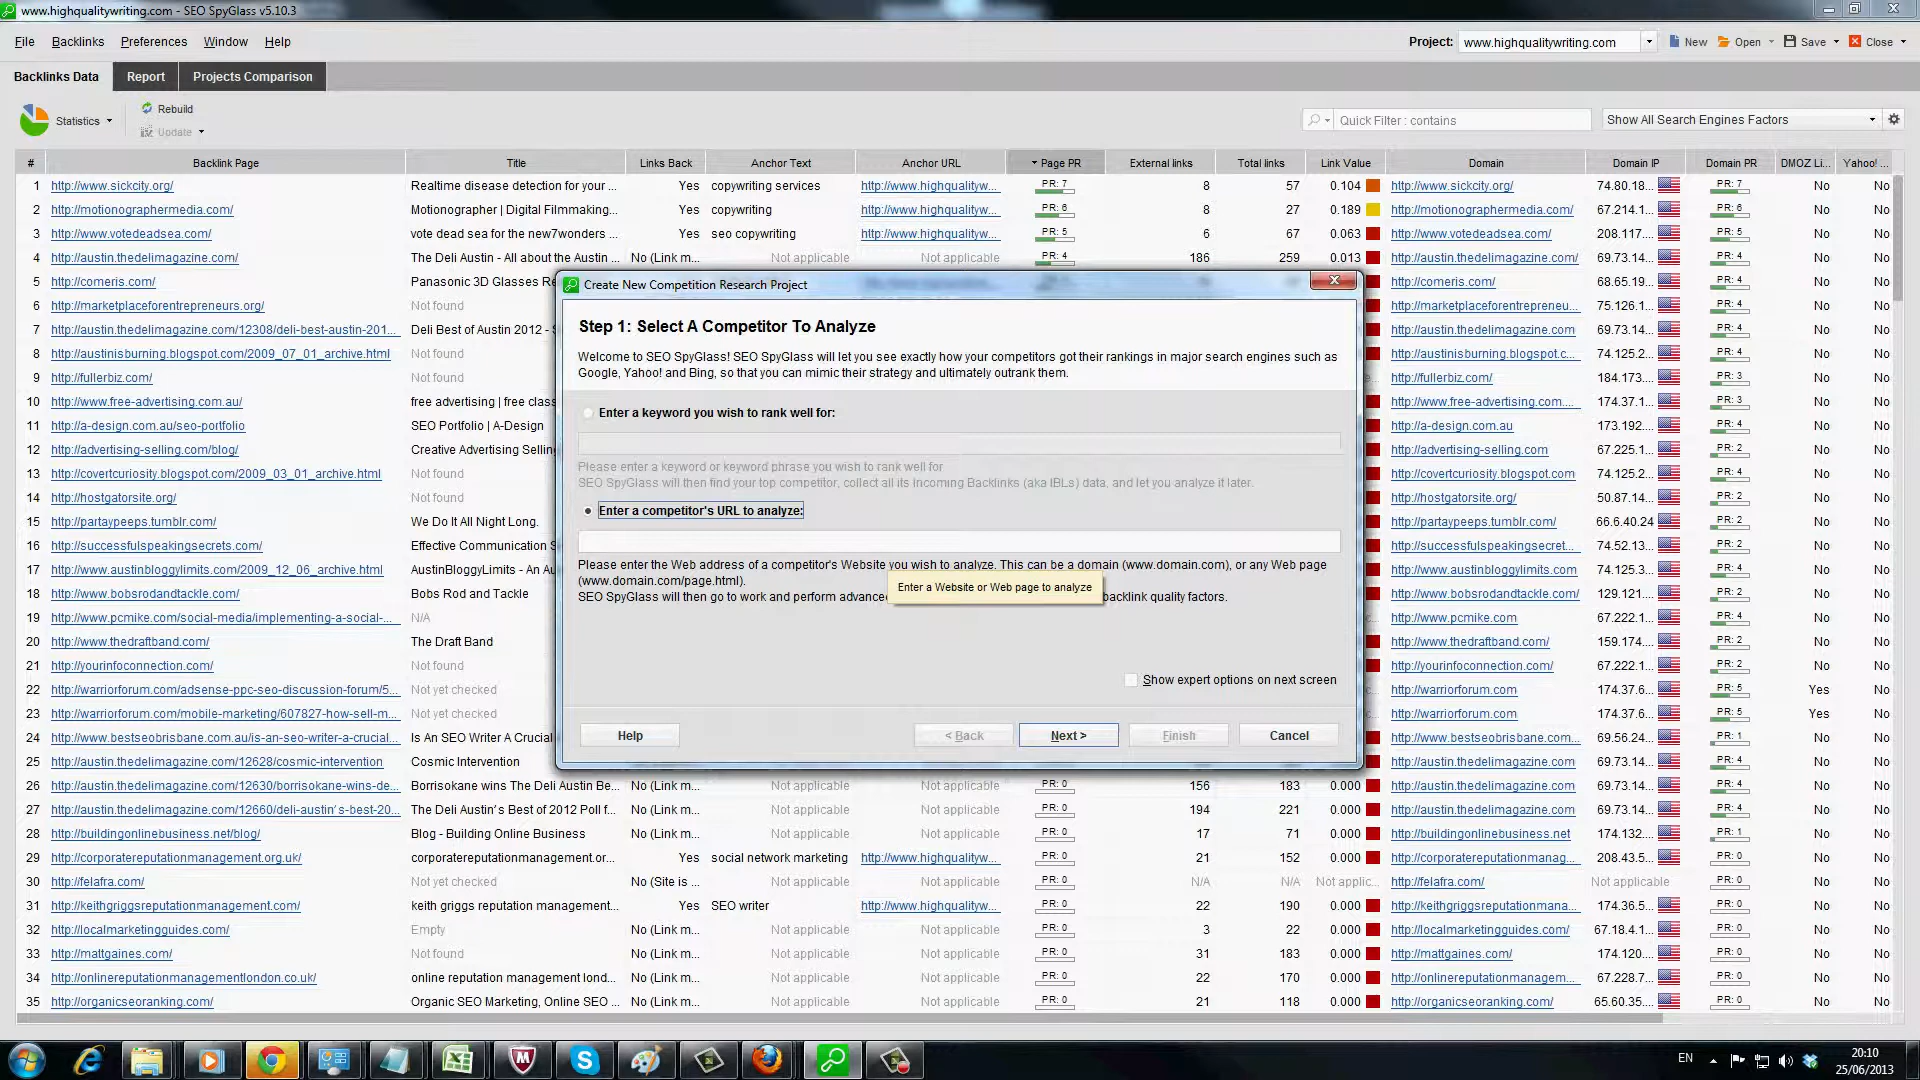 www.highqualitywriting.com - SEO SpyGlass v5.10.3
File Backlinks Preferences Window Help Project: www.highqualitywriting.com New Open Save Close
Backlinks Data Report Projects Comparison
Statistics Rebuild Update Quick Filter : contains Show All Search Engines Factors
# Backlink Page Title Links Back Anchor Text Anchor URL Page PR External links Total links Link Value Domain Domain IP Domain PR DMOZ Li... Yahoo! ...
1 http://www.sickcity.org/ Realtime disease detection for your ... Yes copywriting services http://www.highqualityw... PR: 7 8 57 0.104 http://www.sickcity.org/ 74.80.18... PR: 7 No No
2 http://motionographermedia.com/ Motionographer | Digital Filmmaking... Yes copywriting http://www.highqualityw... PR: 6 8 27 0.189 http://motionographermedia.com/ 67.214.1... PR: 6 No No
3 http://www.votedeadsea.com/ vote dead sea for the new7wonders ... Yes seo copywriting http://www.highqualityw... PR: 5 6 67 0.063 http://www.votedeadsea.com/ 208.117.... PR: 5 No No
4 http://austin.thedelimagazine.com/ The Deli Austin - All about the Austin ... No (Link m... Not applicable Not applicable PR: 4 186 259 0.013 http://austin.thedelimagazine.com/ 69.73.14... PR: 4 No No
5 http://comeris.com/ Panasonic 3D Glasses Re http://comeris.com/ 68.65.19... PR: 4 No No
6 http://marketplaceforentrepreneurs.org/ Not found http://marketplaceforentrepreneu... 75.126.1... PR: 4 No No
7 http://austin.thedelimagazine.com/12308/deli-best-austin-201... Deli Best of Austin 2012 - S http://austin.thedelimagazine.com 69.73.14... PR: 4 No No
8 http://austinisburning.blogspot.com/2009_07_01_archive.html Not found http://austinisburning.blogspot.c... 74.125.2... PR: 4 No No
9 http://fullerbiz.com/ Not found http://fullerbiz.com/ 184.173.... PR: 3 No No
10 http://www.free-advertising.com.au/ free advertising | free class http://www.free-advertising.com.... 174.37.1... PR: 3 No No
11 http://a-design.com.au/seo-portfolio SEO Portfolio | A-Design http://a-design.com.au 173.192.... PR: 4 No No
12 http://advertising-selling.com/blog/ Creative Advertising Selling http://advertising-selling.com 67.225.1... PR: 2 No No
13 http://covertcuriosity.blogspot.com/2009_03_01_archive.html Not found http://covertcuriosity.blogspot.com 74.125.2... PR: 4 No No
14 http://hostgatorsite.org/ Not found http://hostgatorsite.org/ 50.87.14... PR: 2 No No
15 http://partaypeeps.tumblr.com/ We Do It All Night Long. http://partaypeeps.tumblr.com/ 66.6.40.24 PR: 2 No No
16 http://successfulspeakingsecrets.com/ Effective Communication S http://successfulspeakingsecret... 74.52.13... PR: 2 No No
17 http://www.austinbloggylimits.com/2009_12_06_archive.html AustinBloggyLimits - An Au http://www.austinbloggylimits.com 74.125.2... PR: 4 No No
18 http://www.bobsrodandtackle.com/ Bobs Rod and Tackle http://www.bobsrodandtackle.com/ 129.121.... PR: 2 No No
19 http://www.pcmike.com/social-media/implementing-a-social-... N/A http://www.pcmike.com 67.222.1... PR: 4 No No
20 http://www.thedraftband.com/ The Draft Band http://www.thedraftband.com/ 159.174.... PR: 2 No No
21 http://yourinfoconnection.com/ Not found http://yourinfoconnection.com/ 67.222.1... PR: 2 No No
22 http://warriorforum.com/adsense-ppc-seo-discussion-forum/5... Not yet checked http://warriorforum.com 174.37.6... PR: 5 Yes No
23 http://warriorforum.com/mobile-marketing/607827-how-sell-m... Not yet checked http://warriorforum.com 174.37.6... PR: 5 Yes No
24 http://www.bestseobrisbane.com.au/is-an-seo-writer-a-crucial... Is An SEO Writer A Crucial http://www.bestseobrisbane.com... 69.56.24... PR: 1 No No
25 http://austin.thedelimagazine.com/12628/cosmic-intervention Cosmic Intervention http://austin.thedelimagazine.com 69.73.14... PR: 4 No No
26 http://austin.thedelimagazine.com/12630/borrisokane-wins-de... Borrisokane wins The Deli Austin Be... No (Link m... Not applicable Not applicable PR: 0 156 183 0.000 http://austin.thedelimagazine.com 69.73.14... PR: 4 No No
27 http://austin.thedelimagazine.com/12660/deli-austin's-best-20... The Deli Austin's Best of 2012 Poll f... No (Link m... Not applicable Not applicable PR: 0 194 221 0.000 http://austin.thedelimagazine.com 69.73.14... PR: 4 No No
28 http://buildingonlinebusiness.net/blog/ Blog - Building Online Business No (Link m... Not applicable Not applicable PR: 0 17 71 0.000 http://buildingonlinebusiness.net 174.132.... PR: 1 No No
29 http://corporatereputationmanagement.org.uk/ corporatereputationmanagement.or... Yes social network marketing http://www.highqualityw... PR: 0 21 152 0.000 http://corporatereputationmanag... 208.43.5... PR: 0 No No
30 http://felafra.com/ Not yet checked No (Site is ... Not applicable Not applicable PR: 0 N/A N/A Not applic... http://felafra.com/ Not applicable PR: 0 No No
31 http://keithgriggsreputationmanagement.com/ keith griggs reputation management... Yes SEO writer http://www.highqualityw... PR: 0 22 190 0.000 http://keithgriggsreputationmana... 174.36.5... PR: 0 No No
32 http://localmarketingguides.com/ Empty No (Link m... Not applicable Not applicable PR: 0 3 22 0.000 http://localmarketingguides.com/ 67.18.4.1... PR: 0 No No
33 http://mattgaines.com/ Not found No (Link m... Not applicable Not applicable PR: 0 31 183 0.000 http://mattgaines.com/ 174.120.... PR: 0 No No
34 http://onlinereputationmanagementlondon.co.uk/ online reputation management lond... No (Link m... Not applicable Not applicable PR: 0 22 170 0.000 http://onlinereputationmanagem... 67.228.7... PR: 0 No No
35 http://organicseoranking.com/ Organic SEO Marketing, Online SEO ... No (Link m... Not applicable Not applicable PR: 0 21 118 0.000 http://organicseoranking.com/ 65.60.35.... PR: 0 No No
Create New Competition Research Project
Step 1: Select A Competitor To Analyze
Welcome to SEO SpyGlass! SEO SpyGlass will let you see exactly how your competitors got their rankings in major search engines such as
Google, Yahoo! and Bing, so that you can mimic their strategy and ultimately outrank them.
Enter a keyword you wish to rank well for:
Please enter a keyword or keyword phrase you wish to rank well for
SEO SpyGlass will then find your top competitor, collect all its Incoming Backlinks (aka IBLs) data, and let you analyze it later.
Enter a competitor's URL to analyze:
Please enter the Web address of a competitor's Website you wish to analyze. This can be a domain (www.domain.com), or any Web page
(www.domain.com/page.html).
SEO SpyGlass will then go to work and perform advance backlink quality factors.
Enter a Website or Web page to analyze
Show expert options on next screen
Help < Back Next > Finish Cancel
EN 20:10
25/06/2013